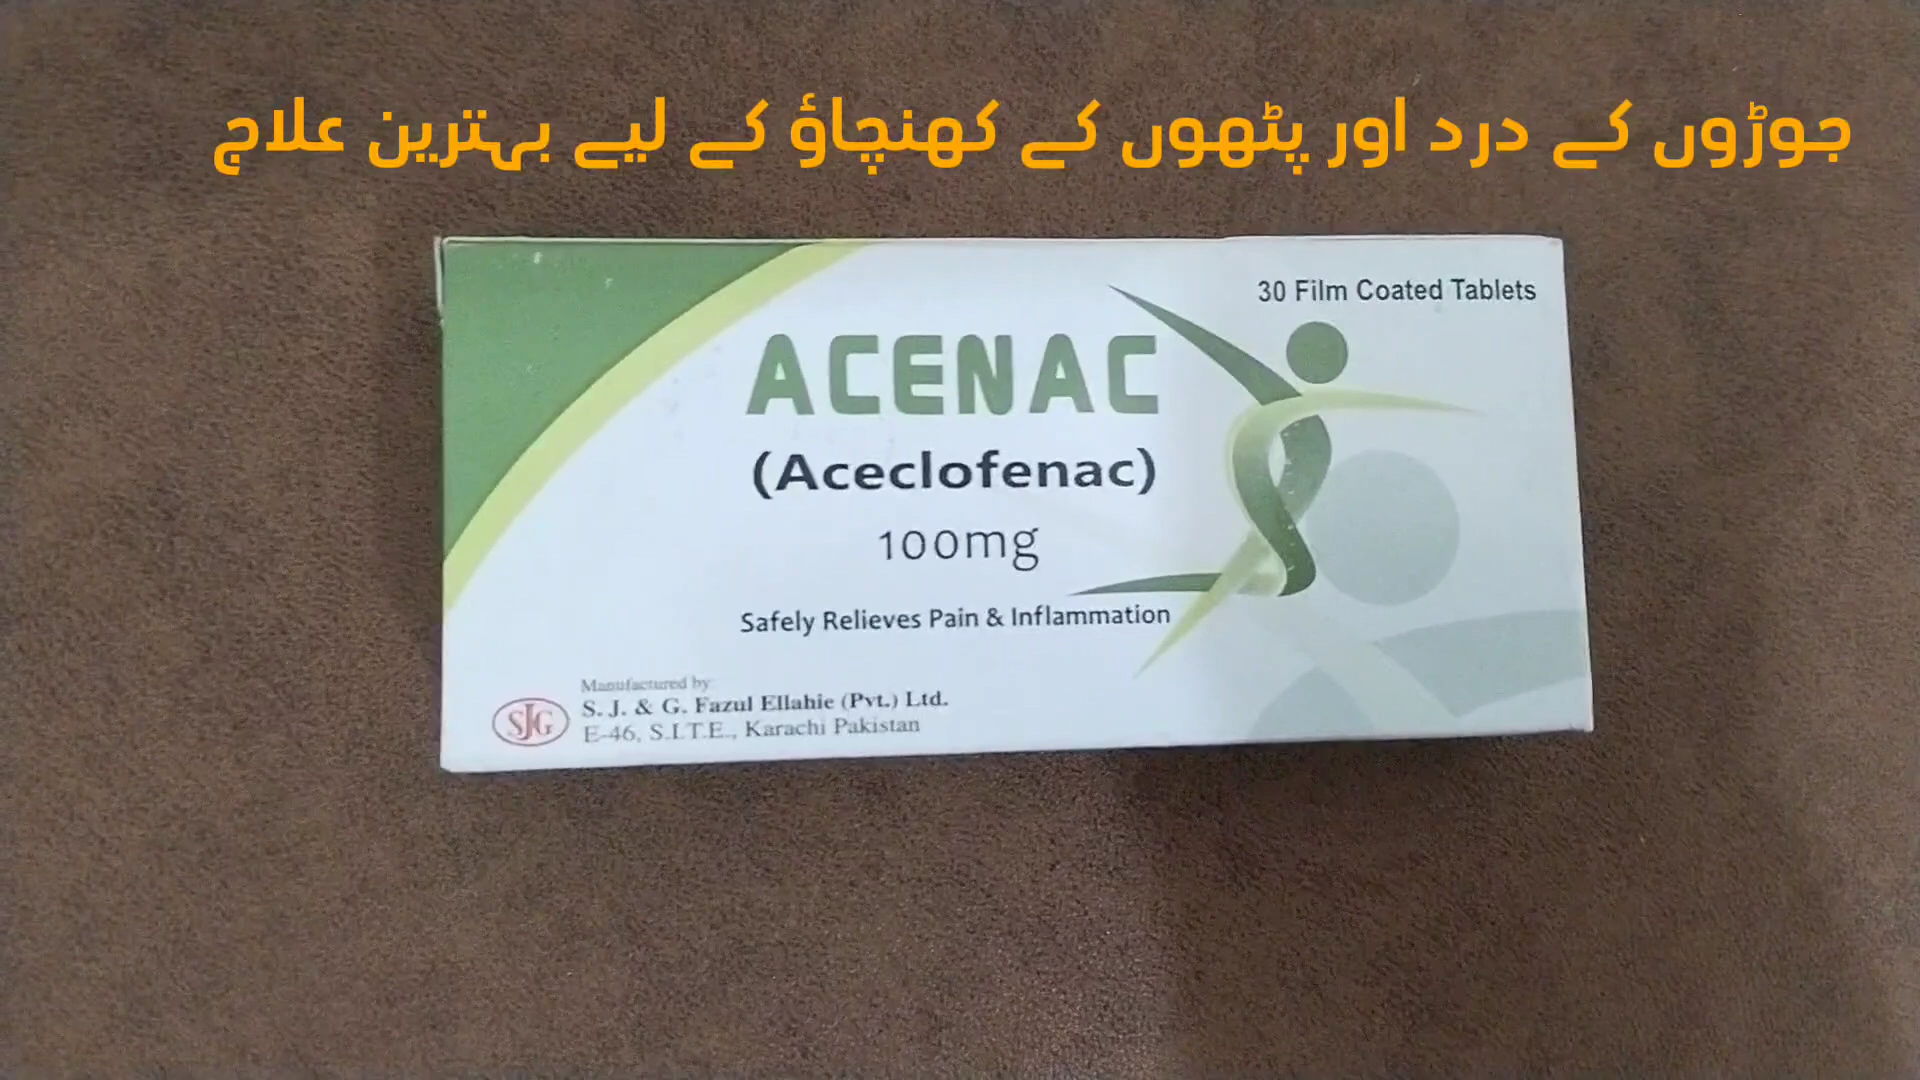 جوڑوں کے درد اور پٹھوں کے کھنچاؤ کے لیے بہترین علاج
30 Film Coated Tablets
ACENAC
(Aceclofenac)
100mg
Safely Relieves Pain & Inflammation
Manufactured by:
SJG
S. J. & G. Fazul Ellahie (Pvt.) Ltd.
E-46, S.I.T.E., Karachi Pakistan